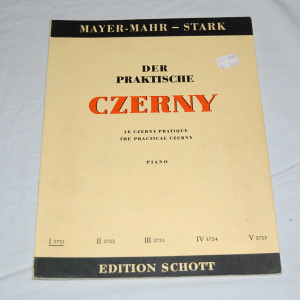 MAYER-MAHR – STARK
DER
PRAKTISCHE
CZERNY
LE CZERNY PRATIQUE
THE PRACTICAL CZERNY
PIANO
I 3721 II 3722 III 3723 IV 3724 V 3725
EDITION SCHOTT